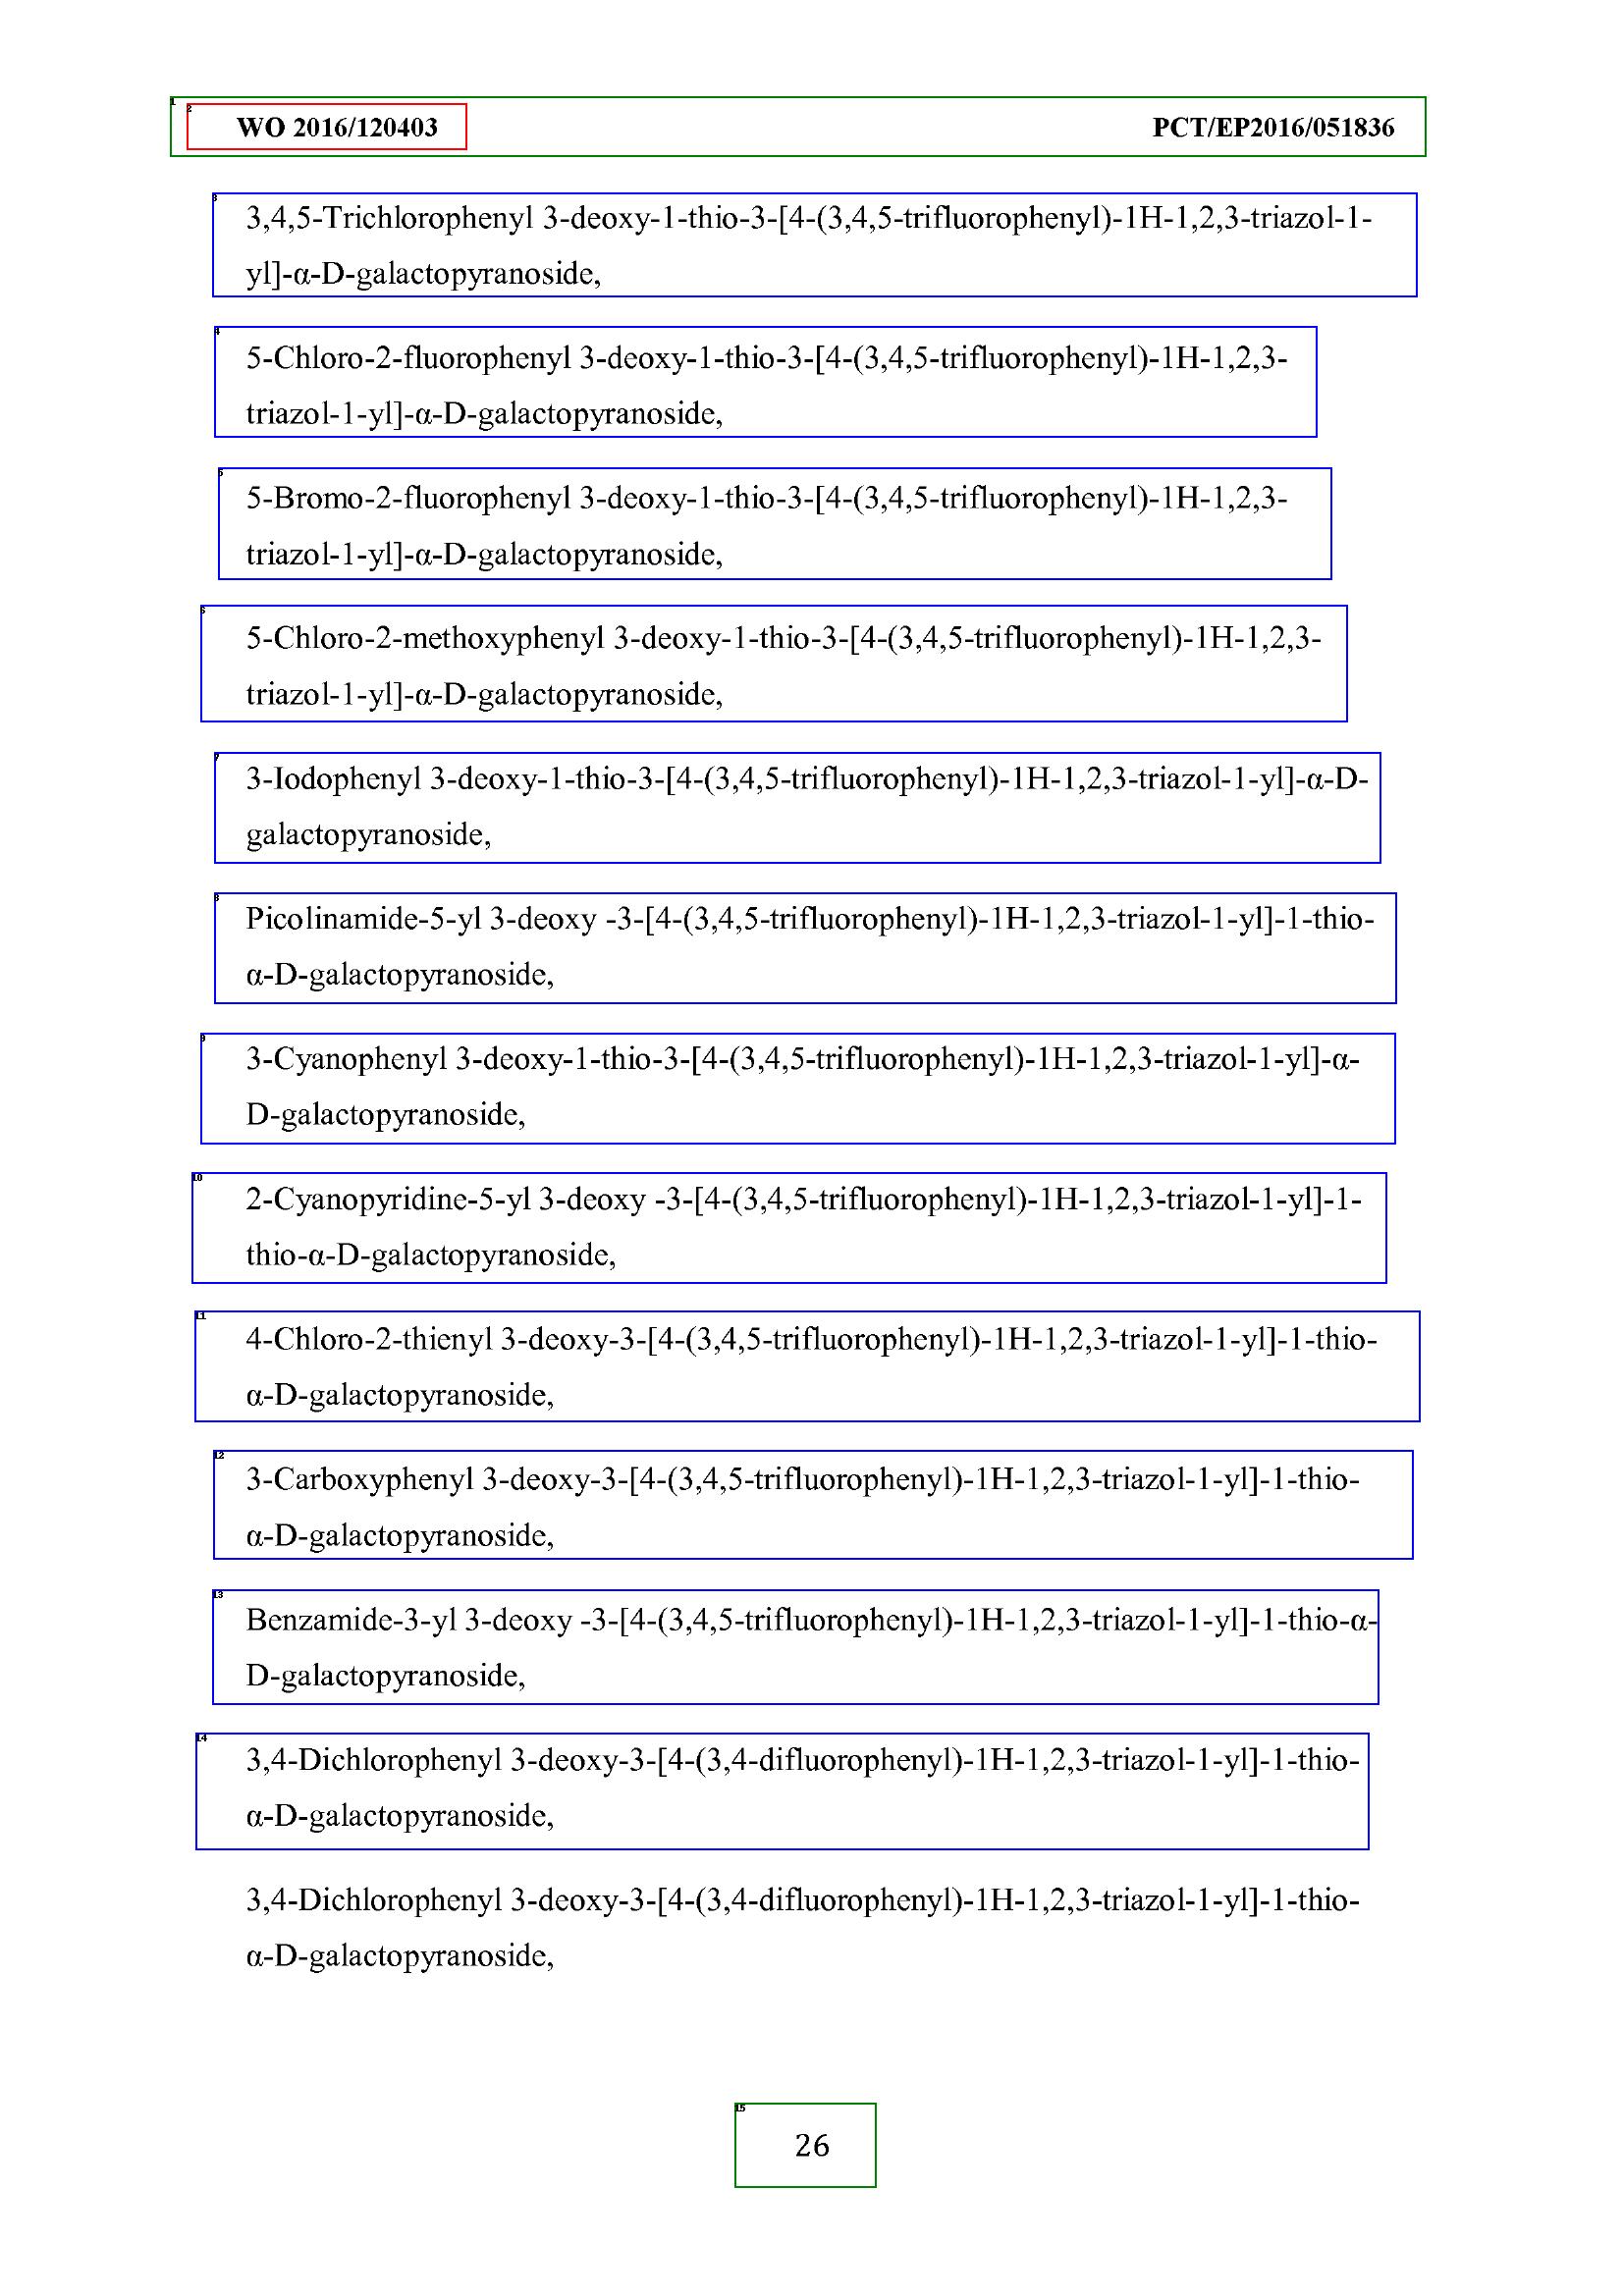 WO 2016/120403 PCT/EP2016/051836
3,4,5-Trichlorophenyl 3-deoxy-1-thio-3-[4-(3,4,5-trifluorophenyl)-1H-1,2,3-triazol-1-
yl]-α-D-galactopyranoside,
5-Chloro-2-fluorophenyl 3-deoxy-1-thio-3-[4-(3,4,5-trifluorophenyl)-1H-1,2,3-
triazol-1-yl]-α-D-galactopyranoside,
5-Bromo-2-fluorophenyl 3-deoxy-1-thio-3-[4-(3,4,5-trifluorophenyl)-1H-1,2,3-
triazol-1-yl]-α-D-galactopyranoside,
5-Chloro-2-methoxyphenyl 3-deoxy-1-thio-3-[4-(3,4,5-trifluorophenyl)-1H-1,2,3-
triazol-1-yl]-α-D-galactopyranoside,
3-Iodophenyl 3-deoxy-1-thio-3-[4-(3,4,5-trifluorophenyl)-1H-1,2,3-triazol-1-yl]-α-D-
galactopyranoside,
Picolinamide-5-yl 3-deoxy -3-[4-(3,4,5-trifluorophenyl)-1H-1,2,3-triazol-1-yl]-1-thio-
α-D-galactopyranoside,
3-Cyanophenyl 3-deoxy-1-thio-3-[4-(3,4,5-trifluorophenyl)-1H-1,2,3-triazol-1-yl]-α-
D-galactopyranoside,
2-Cyanopyridine-5-yl 3-deoxy -3-[4-(3,4,5-trifluorophenyl)-1H-1,2,3-triazol-1-yl]-1-
thio-α-D-galactopyranoside,
4-Chloro-2-thienyl 3-deoxy-3-[4-(3,4,5-trifluorophenyl)-1H-1,2,3-triazol-1-yl]-1-thio-
α-D-galactopyranoside,
3-Carboxyphenyl 3-deoxy-3-[4-(3,4,5-trifluorophenyl)-1H-1,2,3-triazol-1-yl]-1-thio-
α-D-galactopyranoside,
Benzamide-3-yl 3-deoxy -3-[4-(3,4,5-trifluorophenyl)-1H-1,2,3-triazol-1-yl]-1-thio-α-
D-galactopyranoside,
3,4-Dichlorophenyl 3-deoxy-3-[4-(3,4-difluorophenyl)-1H-1,2,3-triazol-1-yl]-1-thio-
α-D-galactopyranoside,
3,4-Dichlorophenyl 3-deoxy-3-[4-(3,4-difluorophenyl)-1H-1,2,3-triazol-1-yl]-1-thio-
α-D-galactopyranoside,
26